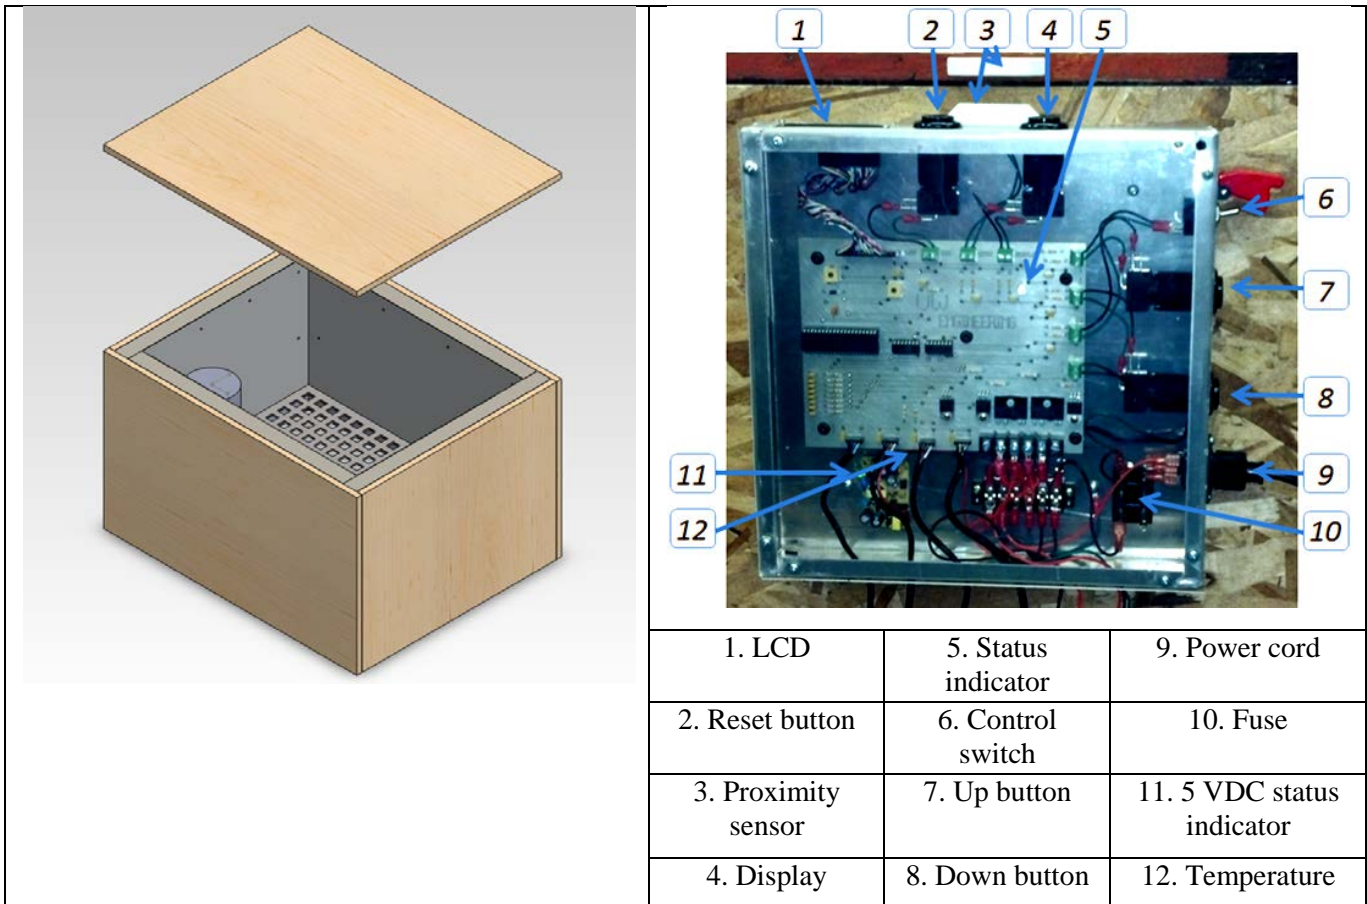 1
2
3
4
5
6
7
8
9
10
11
12
ENGINEERING
1. LCD
5. Status
indicator
9. Power cord
2. Reset button
6. Control
switch
10. Fuse
3. Proximity
sensor
7. Up button
11. 5 VDC status
indicator
4. Display
8. Down button
12. Temperature